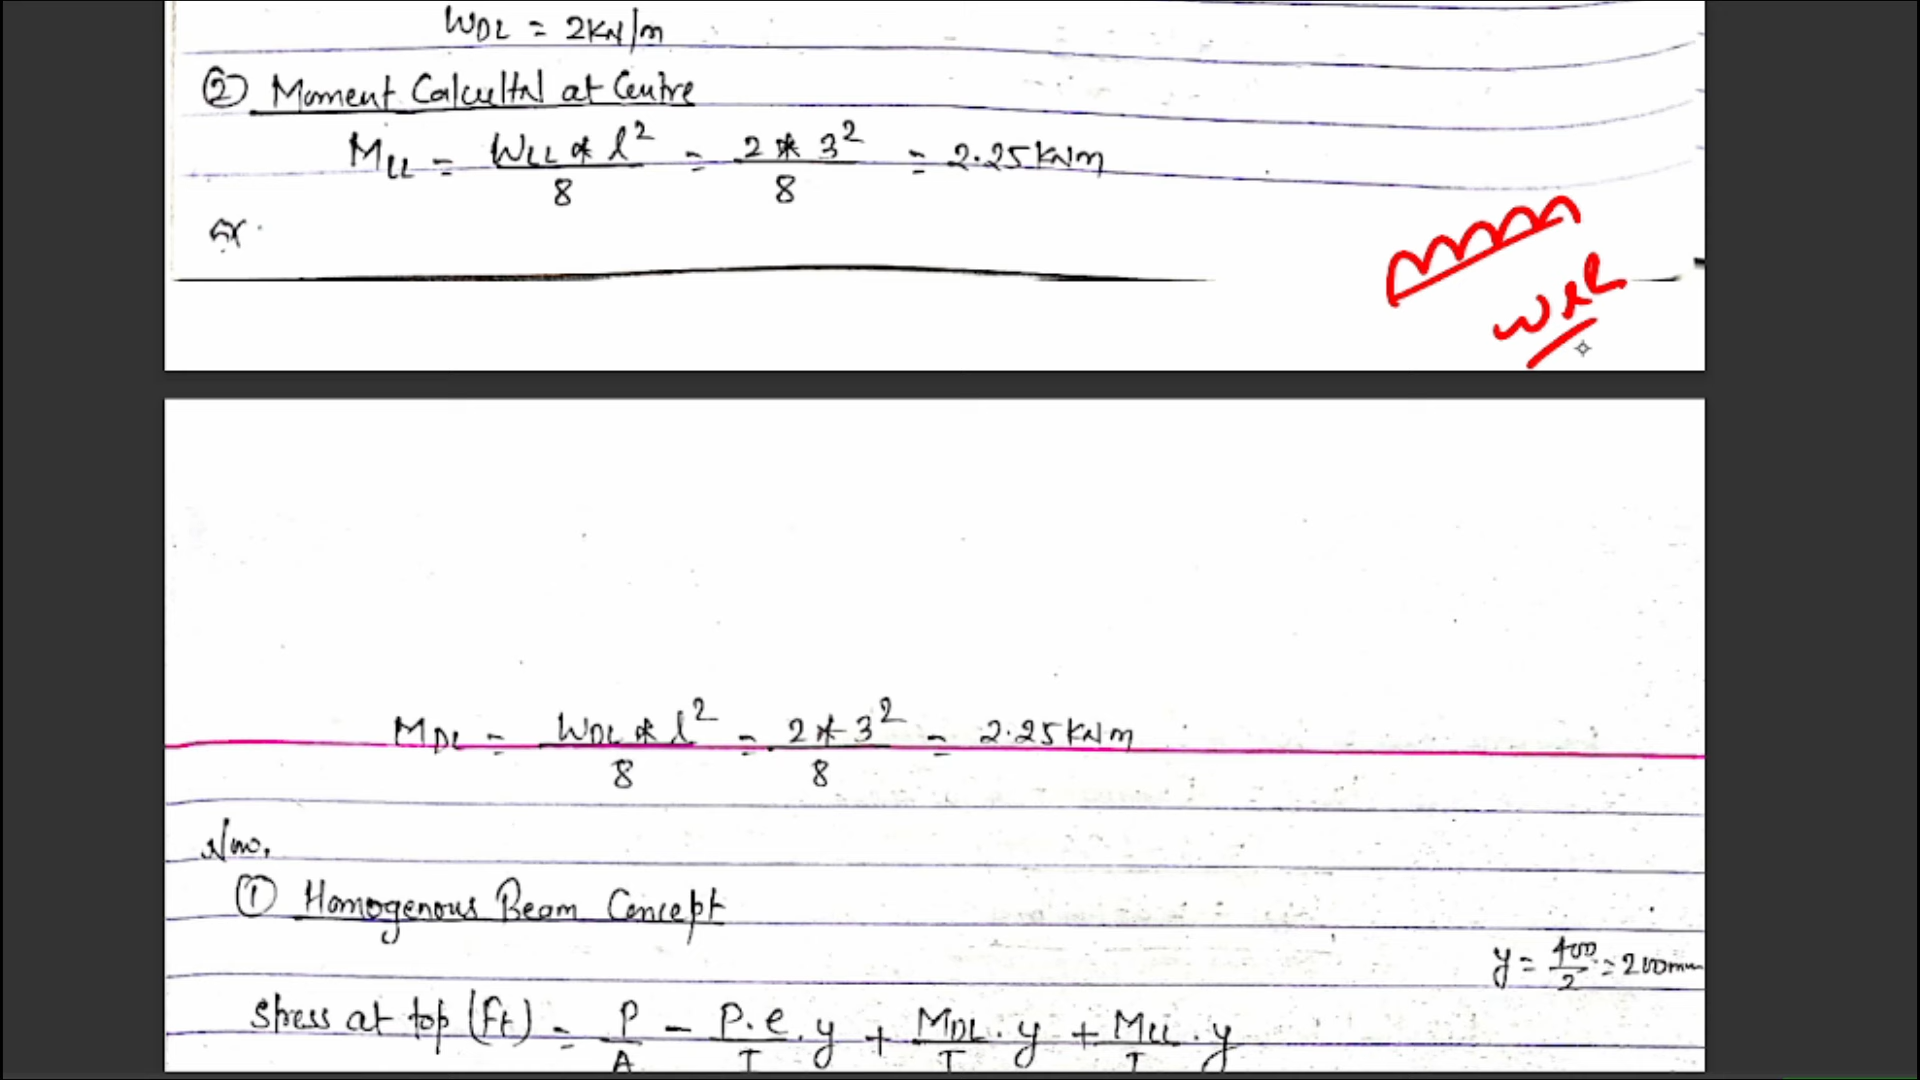 WDL = 2KN/m
② Moment Calcultn at Centre
MLL = WLL * l² / 8 = 2 * 3² / 8 = 2.25 KNm
MDL = WDL * l² / 8 = 2 * 3² / 8 = 2.25 KNm
Now,
① Homogenous Beam Concept
y = 400 / 2 = 200mm
Stress at top (ft) = P / A - P.e / I . y + MDL / I . y + MLL / I . y